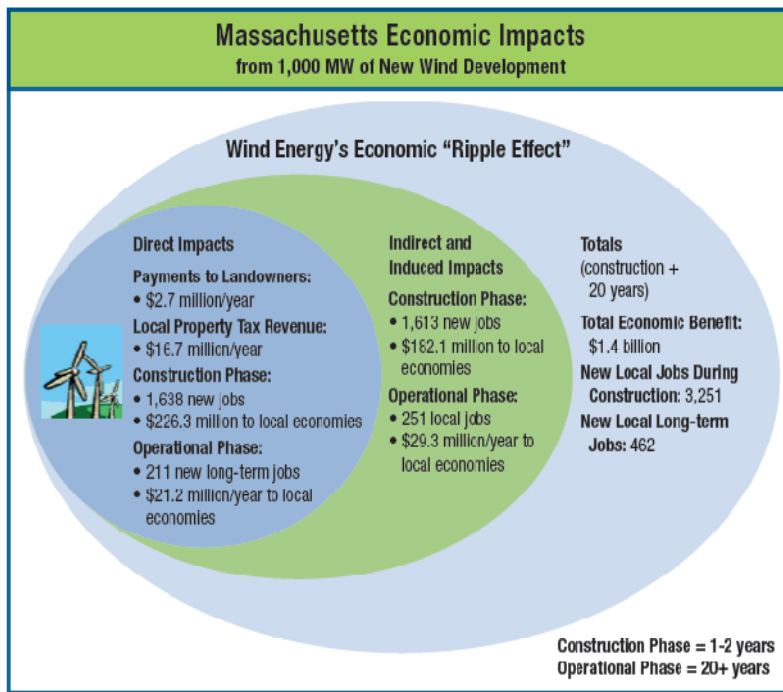 Massachusetts Economic Impacts
from 1,000 MW of New Wind Development
Wind Energy's Economic "Ripple Effect"
Direct Impacts
Payments to Landowners:
• $2.7 million/year
Local Property Tax Revenue:
• $16.7 million/year
Construction Phase:
• 1,638 new jobs
• $226.3 million to local economies
Operational Phase:
• 211 new long-term jobs
• $21.2 million/year to local
economies
Indirect and
Induced Impacts
Construction Phase:
• 1,613 new jobs
• $182.1 million to local
economies
Operational Phase:
• 251 local jobs
• $29.3 million/year to
local economies
Totals
(construction +
20 years)
Total Economic Benefit:
$1.4 billion
New Local Jobs During
Construction: 3,251
New Local Long-term
Jobs: 462
Construction Phase = 1-2 years
Operational Phase = 20+ years